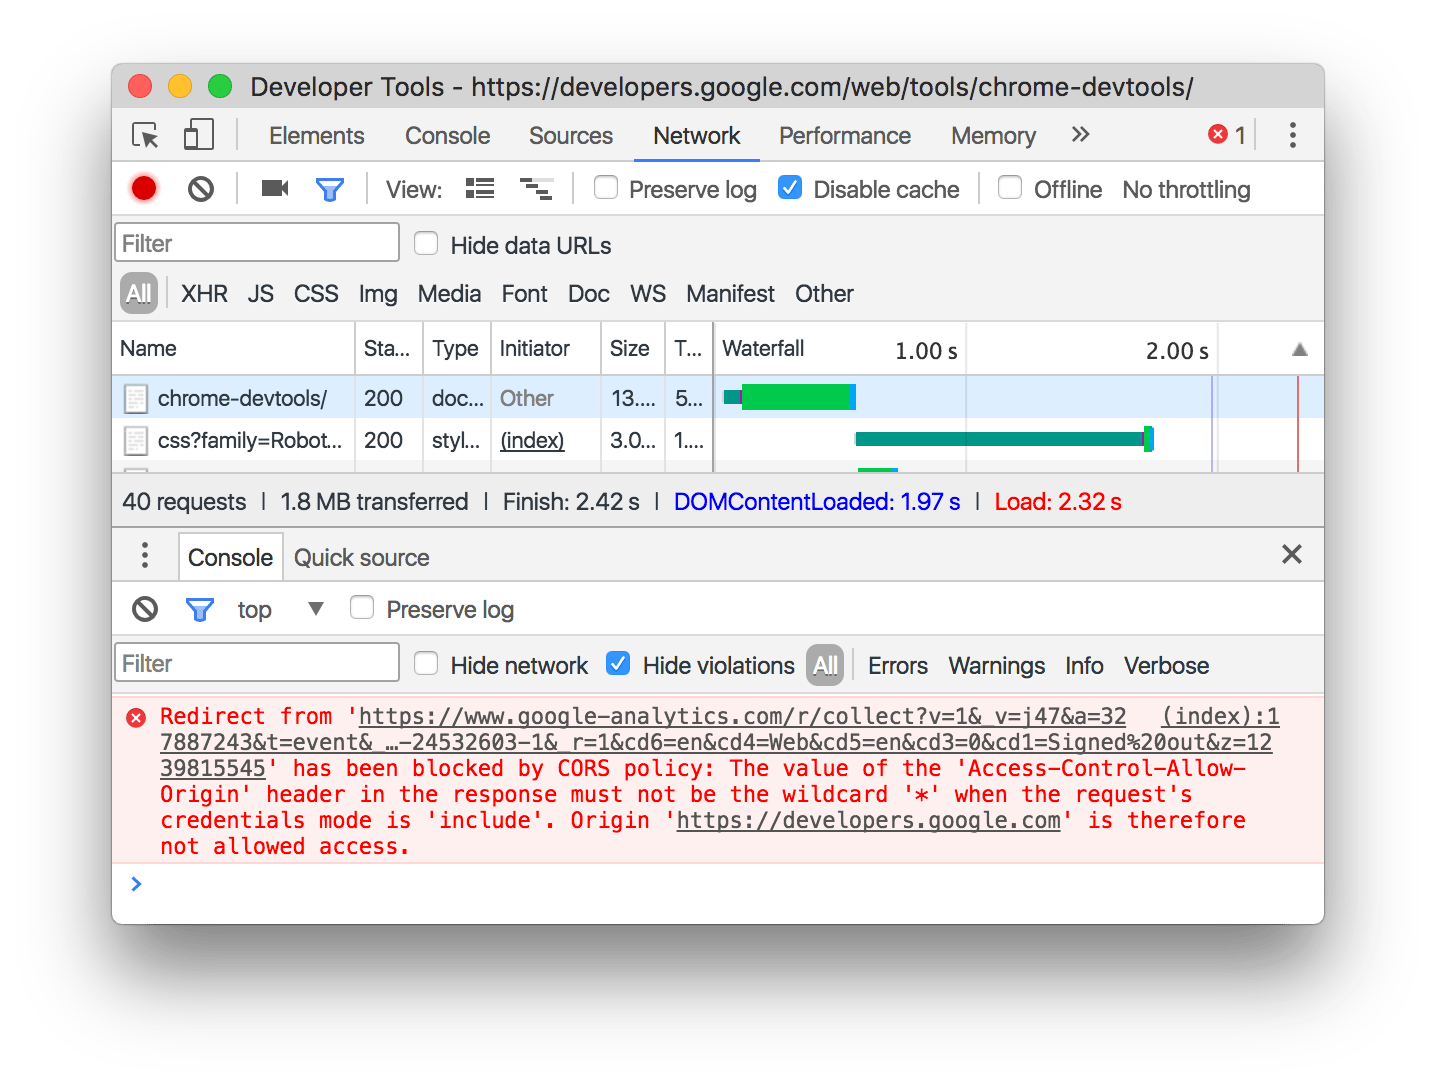 Developer Tools - https://developers.google.com/web/tools/chrome-devtools/
Elements Console Sources Network Performance Memory 1
View: Preserve log Disable cache Offline No throttling
Filter Hide data URLs
All XHR JS CSS Img Media Font Doc WS Manifest Other
Name Sta... Type Initiator Size T... Waterfall 1.00 s 2.00 s
chrome-devtools/ 200 doc... Other 13.... 5...
css?family=Robot... 200 styl... (index) 3.0... 1....
40 requests | 1.8 MB transferred | Finish: 2.42 s | DOMContentLoaded: 1.97 s | Load: 2.32 s
Console Quick source
top Preserve log
Filter Hide network Hide violations All Errors Warnings Info Verbose
Redirect from 'https://www.google-analytics.com/r/collect?v=1&_v=j47&a=32 (index):1
7887243&t=event&_…-24532603-1&_r=1&cd6=en&cd4=Web&cd5=en&cd3=0&cd1=Signed%20out&z=12
39815545' has been blocked by CORS policy: The value of the 'Access-Control-Allow-
Origin' header in the response must not be the wildcard '*' when the request's
credentials mode is 'include'. Origin 'https://developers.google.com' is therefore
not allowed access.